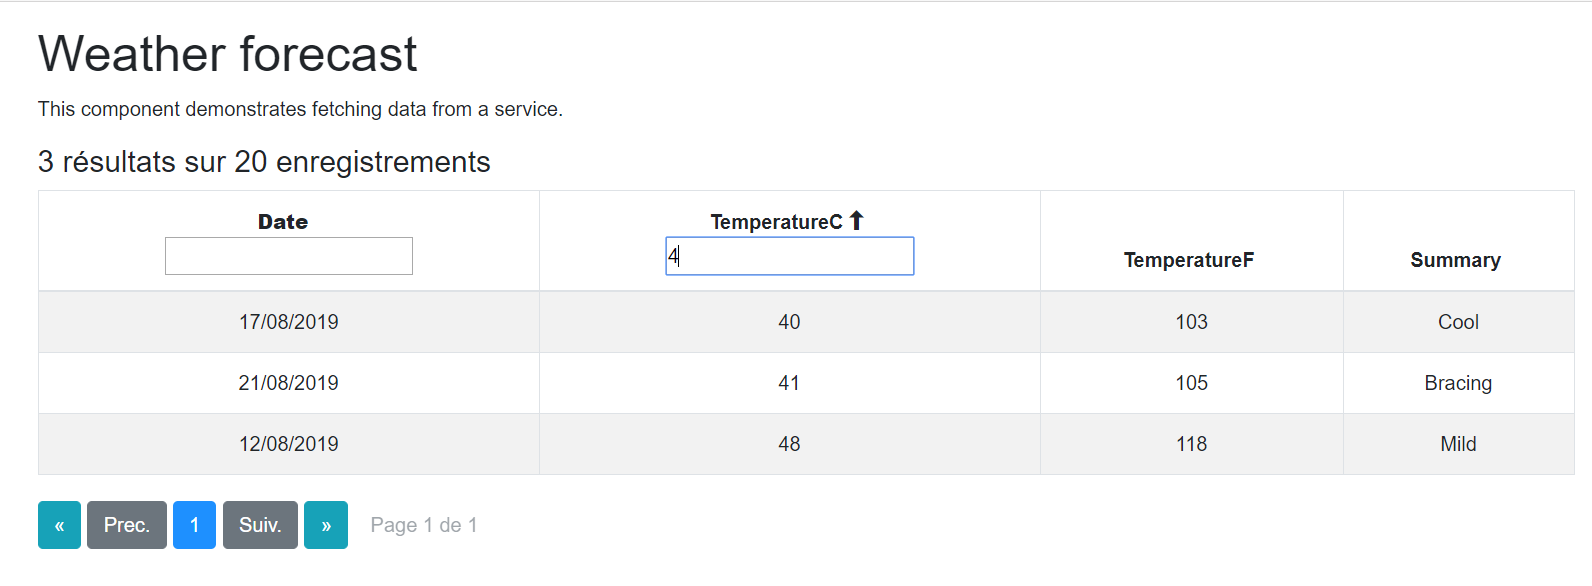 Weather forecast
This component demonstrates fetching data from a service.
3 résultats sur 20 enregistrements
Date TemperatureC ⬆ TemperatureF Summary
4
17/08/2019 40 103 Cool
21/08/2019 41 105 Bracing
12/08/2019 48 118 Mild
« Prec. 1 Suiv. » Page 1 de 1